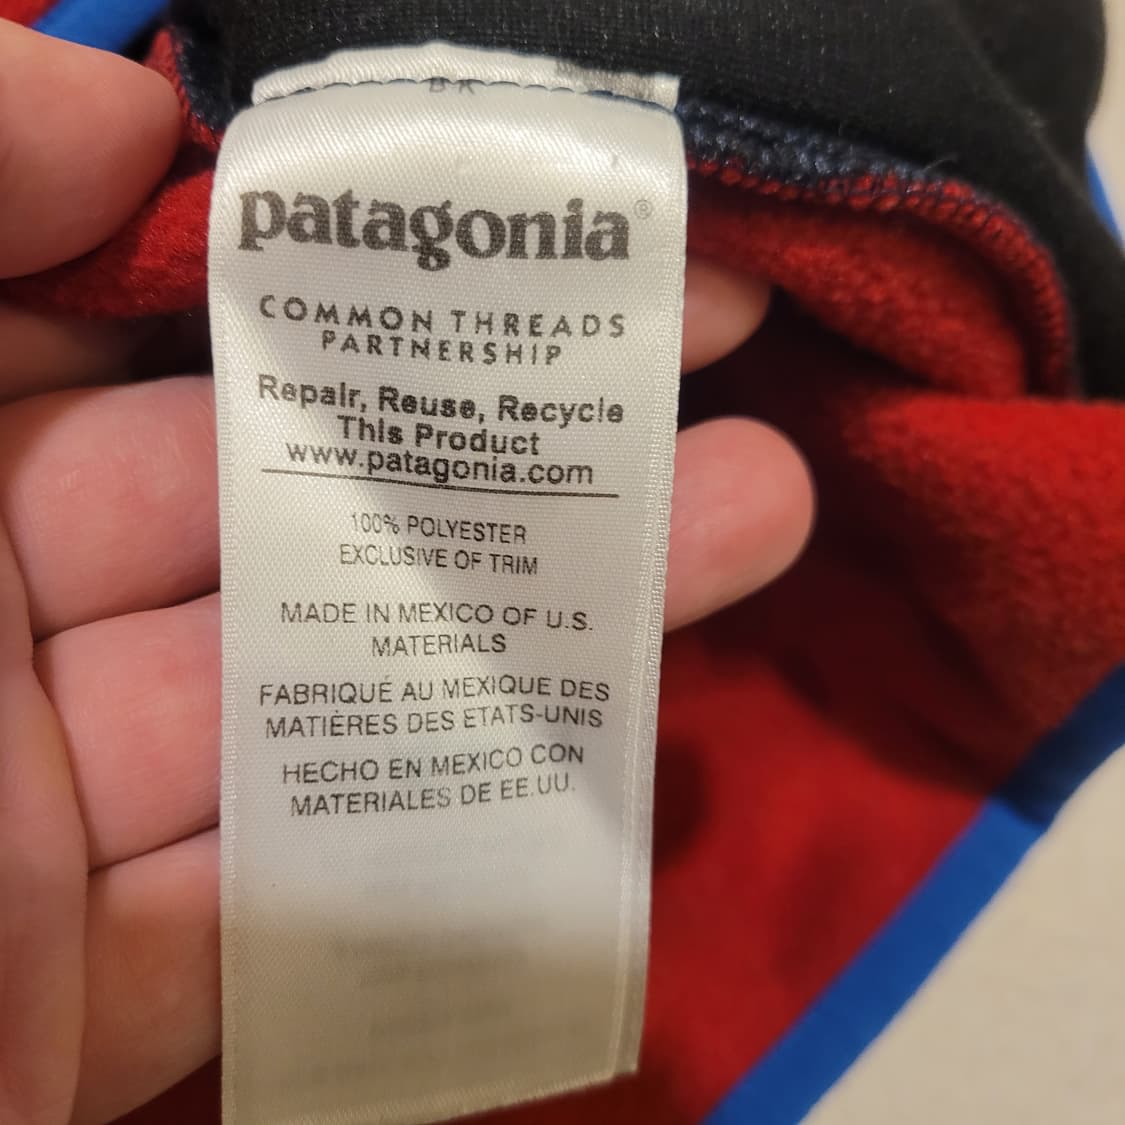 patagonia®
COMMON THREADS
PARTNERSHIP
Repair, Reuse, Recycle
This Product
www.patagonia.com
100% POLYESTER
EXCLUSIVE OF TRIM
MADE IN MEXICO OF U.S.
MATERIALS
FABRIQUÉ AU MEXIQUE DES
MATIÈRES DES ETATS-UNIS
HECHO EN MEXICO CON
MATERIALES DE EE.UU.